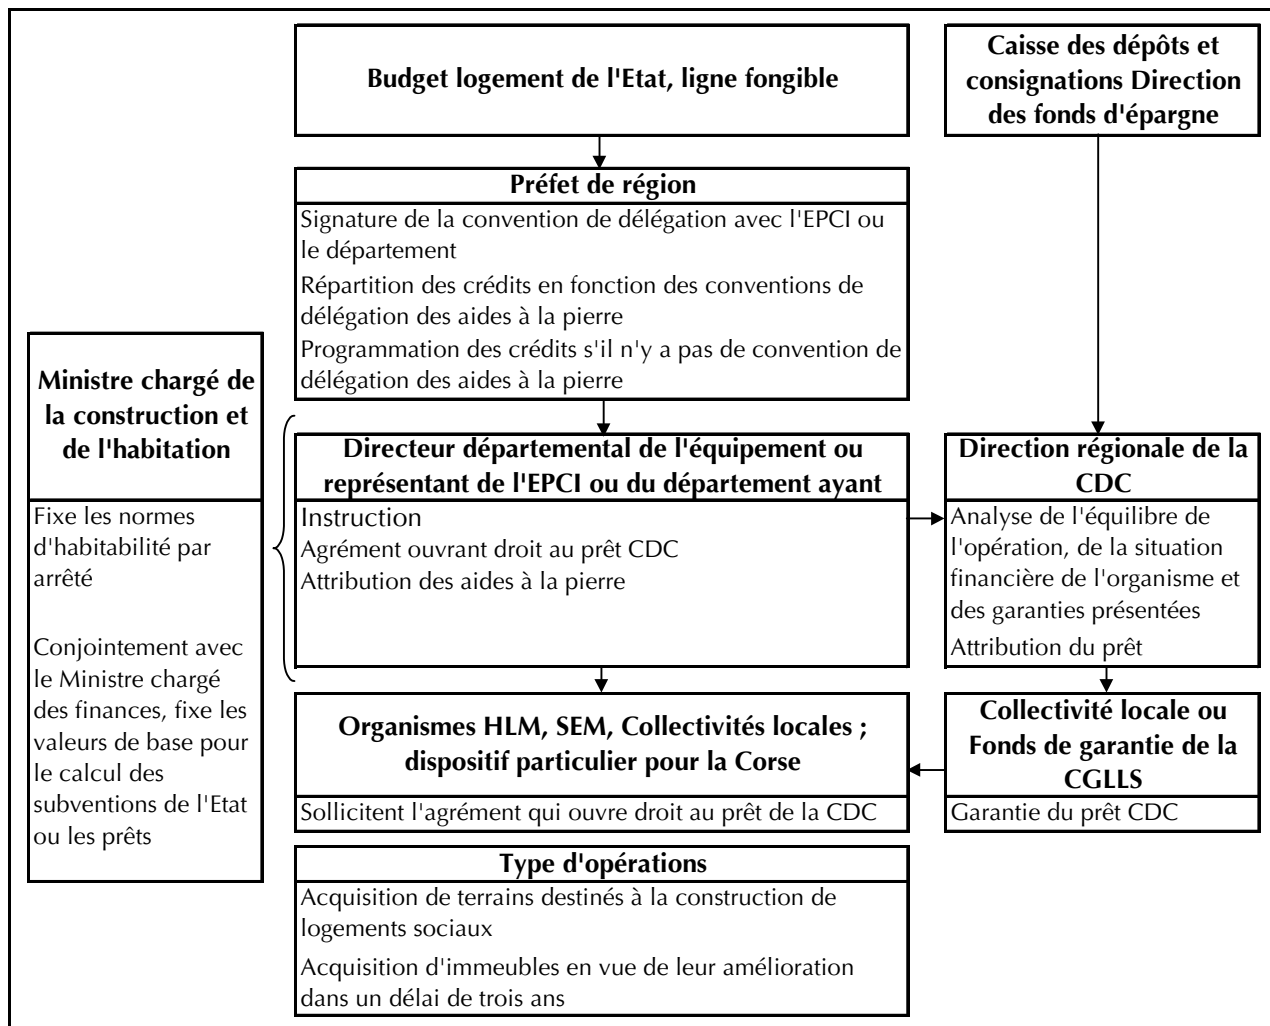 Budget logement de l'Etat, ligne fongible
Caisse des dépôts et
consignations Direction
des fonds d'épargne
Préfet de région
Signature de la convention de délégation avec l'EPCI ou
le département
Répartition des crédits en fonction des conventions de
délégation des aides à la pierre
Programmation des crédits s'il n'y a pas de convention de
délégation des aides à la pierre
Ministre chargé de
la construction et
de l'habitation
Fixe les normes
d'habitabilité par
arrêté
Conjointement avec
le Ministre chargé
des finances, fixe les
valeurs de base pour
le calcul des
subventions de l'Etat
ou les prêts
Directeur départemental de l'équipement ou
représentant de l'EPCI ou du département ayant
Instruction
Agrément ouvrant droit au prêt CDC
Attribution des aides à la pierre
Direction régionale de la
CDC
Analyse de l'équilibre de
l'opération, de la situation
financière de l'organisme et
des garanties présentées
Attribution du prêt
Organismes HLM, SEM, Collectivités locales ;
dispositif particulier pour la Corse
Sollicitent l'agrément qui ouvre droit au prêt de la CDC
Collectivité locale ou
Fonds de garantie de la
CGLLS
Garantie du prêt CDC
Type d'opérations
Acquisition de terrains destinés à la construction de
logements sociaux
Acquisition d'immeubles en vue de leur amélioration
dans un délai de trois ans